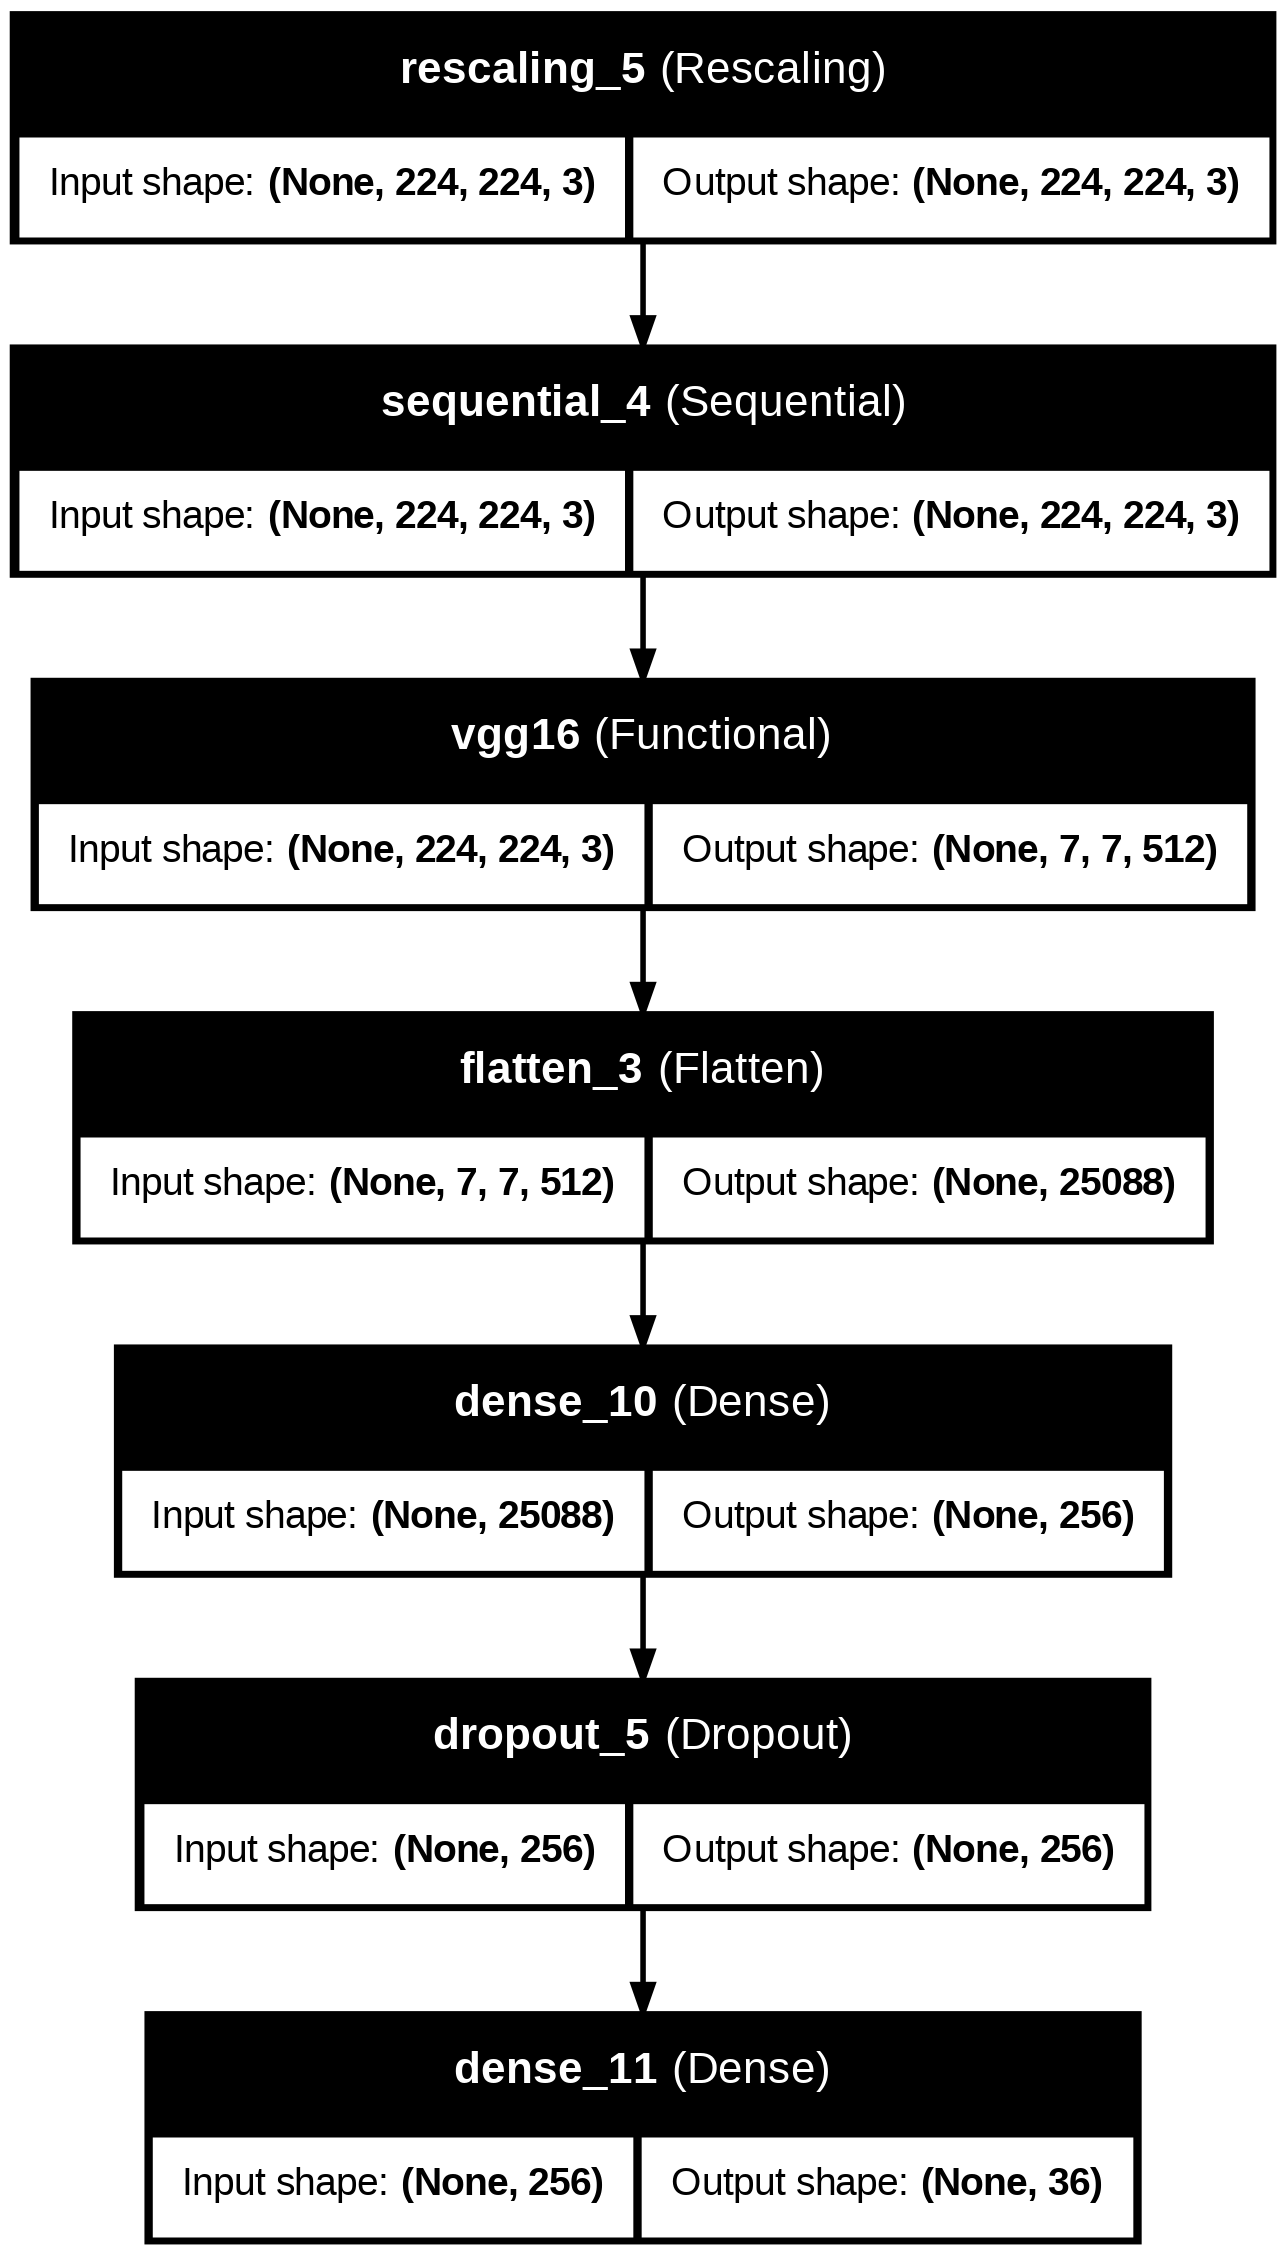 rescaling_5 (Rescaling)
Input shape: (None, 224, 224, 3) Output shape: (None, 224, 224, 3)
sequential_4 (Sequential)
Input shape: (None, 224, 224, 3) Output shape: (None, 224, 224, 3)
vgg16 (Functional)
Input shape: (None, 224, 224, 3) Output shape: (None, 7, 7, 512)
flatten_3 (Flatten)
Input shape: (None, 7, 7, 512) Output shape: (None, 25088)
dense_10 (Dense)
Input shape: (None, 25088) Output shape: (None, 256)
dropout_5 (Dropout)
Input shape: (None, 256) Output shape: (None, 256)
dense_11 (Dense)
Input shape: (None, 256) Output shape: (None, 36)